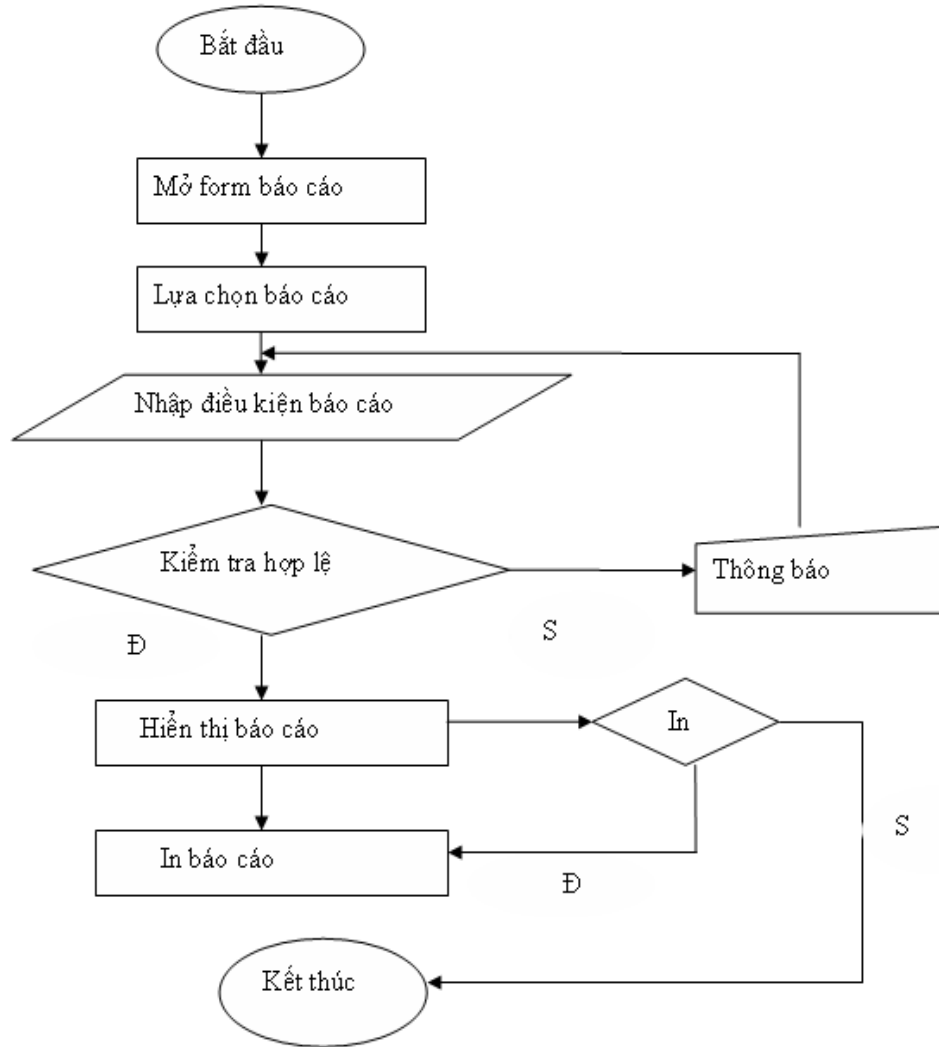 Bắt đầu
Mở form báo cáo
Lựa chọn báo cáo
Nhập điều kiện báo cáo
Kiểm tra hợp lệ
Thông báo
Đ
S
Hiển thị báo cáo
In
S
In báo cáo
Đ
Kết thúc